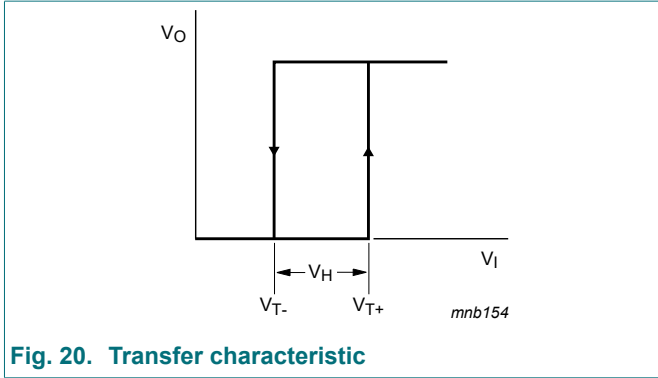 VO
VI
VH
VT-
VT+
mnb154
Fig. 20. Transfer characteristic